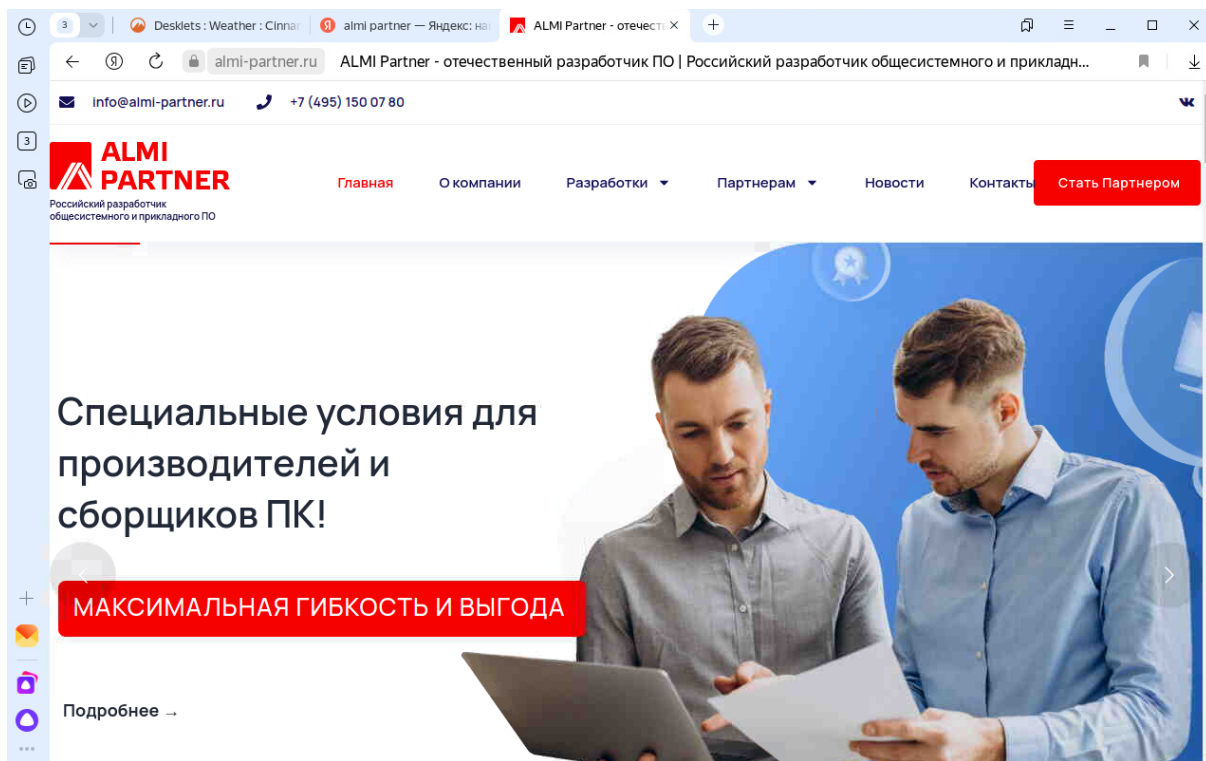 3
Desklets : Weather : Cinnar
almi partner — Яндекс: на
ALMI Partner - отечест
almi-partner.ru
ALMI Partner - отечественный разработчик ПО | Российский разработчик общесистемного и прикладн...
info@almi-partner.ru
+7 (495) 150 07 80
3
ALMI
PARTNER
Российский разработчик
общесистемного и прикладного ПО
Главная
О компании
Разработки
Партнерам
Новости
Контакты
Стать Партнером
Специальные условия для
производителей и
сборщиков ПК!
МАКСИМАЛЬНАЯ ГИБКОСТЬ И ВЫГОДА
Подробнее →